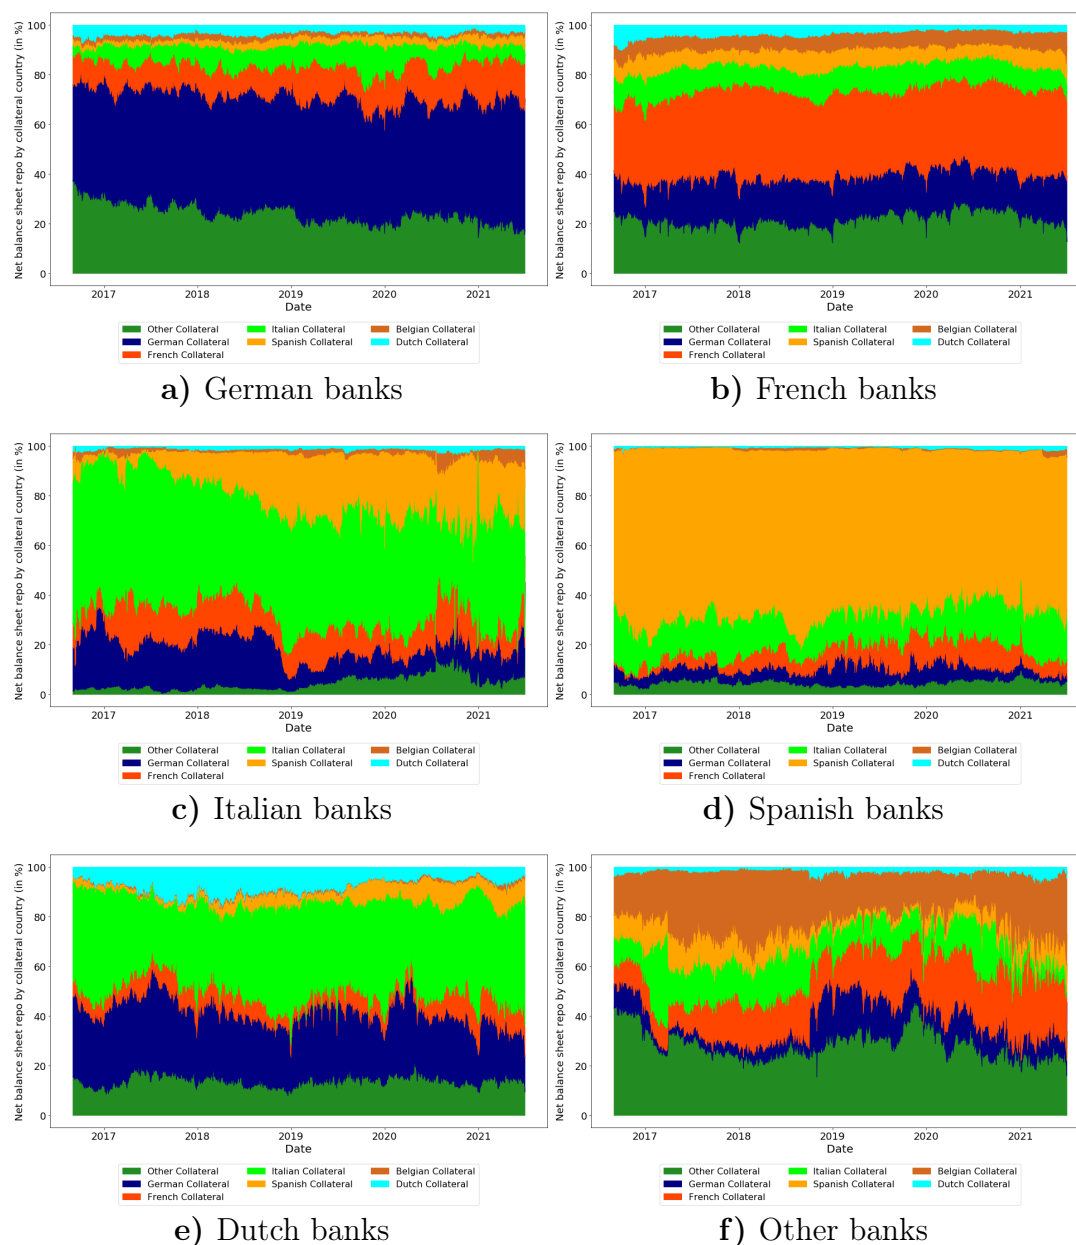 Net balance sheet repo by collateral country (in %)
100
80
60
40
20
0
2017 2018 2019 2020 2021
Date
Other Collateral Italian Collateral Belgian Collateral
German Collateral Spanish Collateral Dutch Collateral
French Collateral
a) German banks
Net balance sheet repo by collateral country (in %)
100
80
60
40
20
0
2017 2018 2019 2020 2021
Date
Other Collateral Italian Collateral Belgian Collateral
German Collateral Spanish Collateral Dutch Collateral
French Collateral
b) French banks
Net balance sheet repo by collateral country (in %)
100
80
60
40
20
0
2017 2018 2019 2020 2021
Date
Other Collateral Italian Collateral Belgian Collateral
German Collateral Spanish Collateral Dutch Collateral
French Collateral
c) Italian banks
Net balance sheet repo by collateral country (in %)
100
80
60
40
20
0
2017 2018 2019 2020 2021
Date
Other Collateral Italian Collateral Belgian Collateral
German Collateral Spanish Collateral Dutch Collateral
French Collateral
d) Spanish banks
Net balance sheet repo by collateral country (in %)
100
80
60
40
20
0
2017 2018 2019 2020 2021
Date
Other Collateral Italian Collateral Belgian Collateral
German Collateral Spanish Collateral Dutch Collateral
French Collateral
e) Dutch banks
Net balance sheet repo by collateral country (in %)
100
80
60
40
20
0
2017 2018 2019 2020 2021
Date
Other Collateral Italian Collateral Belgian Collateral
German Collateral Spanish Collateral Dutch Collateral
French Collateral
f) Other banks